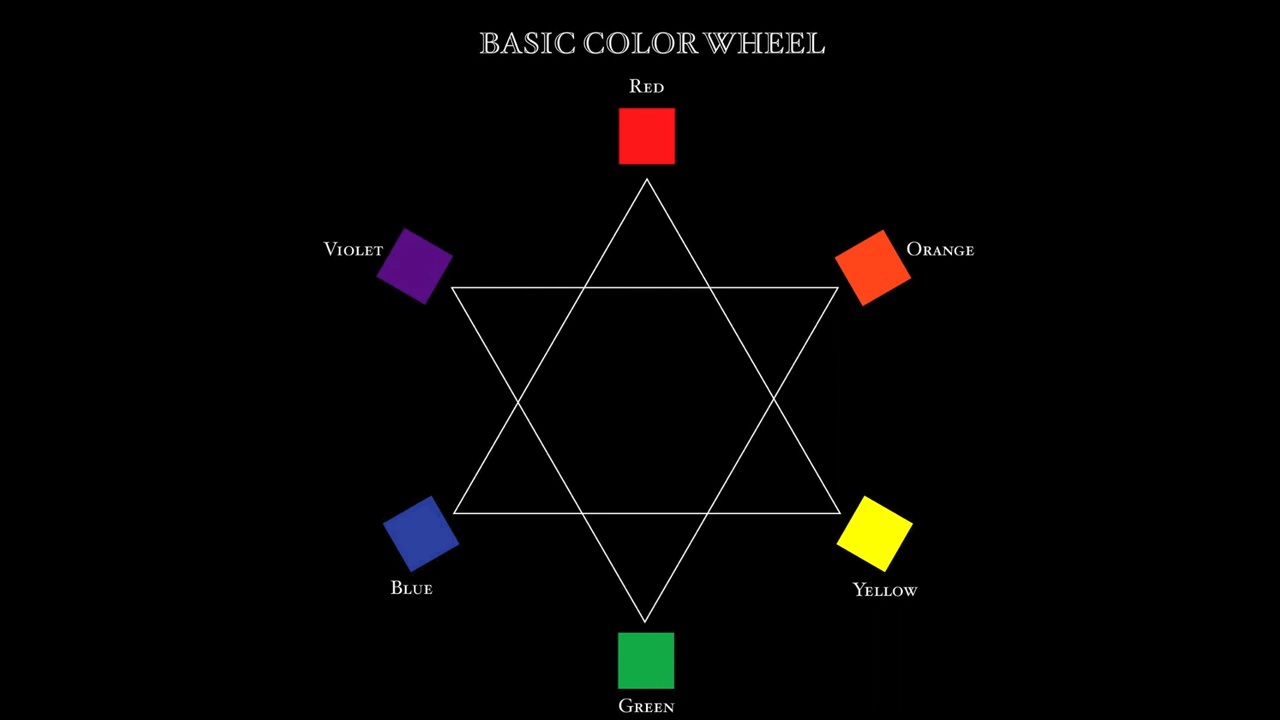 BASIC COLOR WHEEL
Red
Violet
Orange
Blue
Yellow
Green